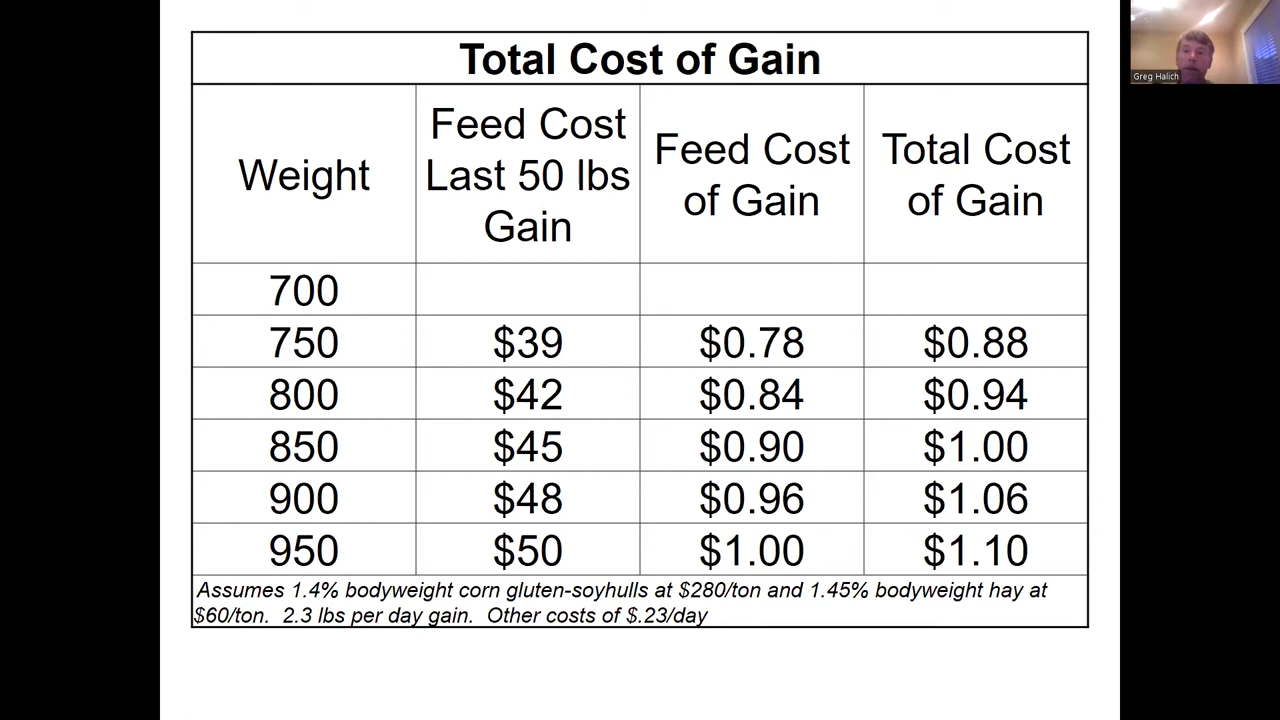 Total Cost of Gain
Weight
Feed Cost
Last 50 lbs
Gain
Feed Cost
of Gain
Total Cost
of Gain
700
750 $39 $0.78 $0.88
800 $42 $0.84 $0.94
850 $45 $0.90 $1.00
900 $48 $0.96 $1.06
950 $50 $1.00 $1.10
Assumes 1.4% bodyweight corn gluten-soyhulls at $280/ton and 1.45% bodyweight hay at
$60/ton. 2.3 lbs per day gain. Other costs of $.23/day
Greg Halich